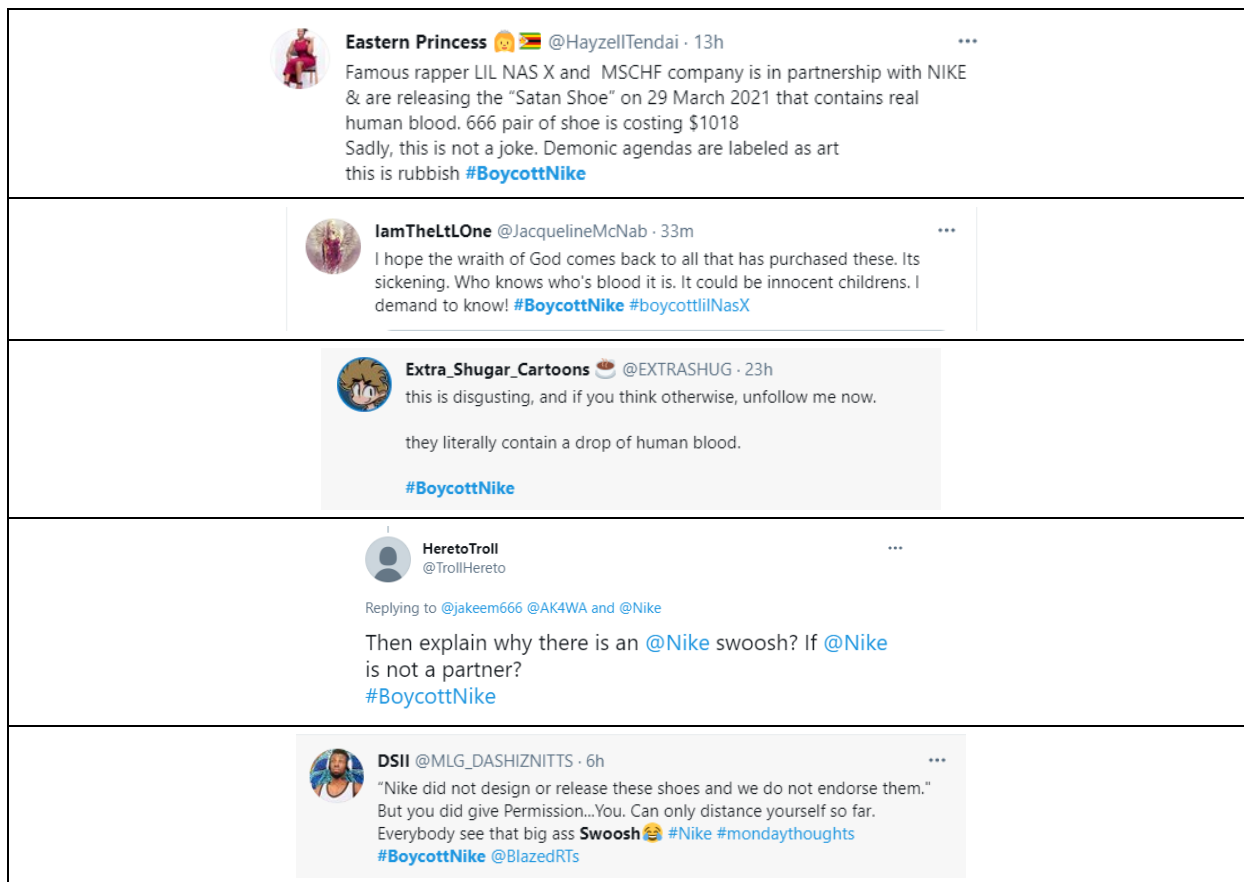 Eastern Princess 👸🇿🇼 @HayzellTendai · 13h
Famous rapper LIL NAS X and MSCHF company is in partnership with NIKE
& are releasing the “Satan Shoe” on 29 March 2021 that contains real
human blood. 666 pair of shoe is costing $1018
Sadly, this is not a joke. Demonic agendas are labeled as art
this is rubbish #BoycottNike
IamTheLtLOne @JacquelineMcNab · 33m
I hope the wraith of God comes back to all that has purchased these. Its
sickening. Who knows who's blood it is. It could be innocent childrens. I
demand to know! #BoycottNike #boycottlilNasX
Extra_Shugar_Cartoons ☕ @EXTRASHUG · 23h
this is disgusting, and if you think otherwise, unfollow me now.
they literally contain a drop of human blood.
#BoycottNike
HeretoTroll
@TrollHereto
Replying to @jakeem666 @AK4WA and @Nike
Then explain why there is an @Nike swoosh? If @Nike
is not a partner?
#BoycottNike
DSII @MLG_DASHIZNITTS · 6h
“Nike did not design or release these shoes and we do not endorse them."
But you did give Permission...You. Can only distance yourself so far.
Everybody see that big ass Swoosh😂 #Nike #mondaythoughts
#BoycottNike @BlazedRTs